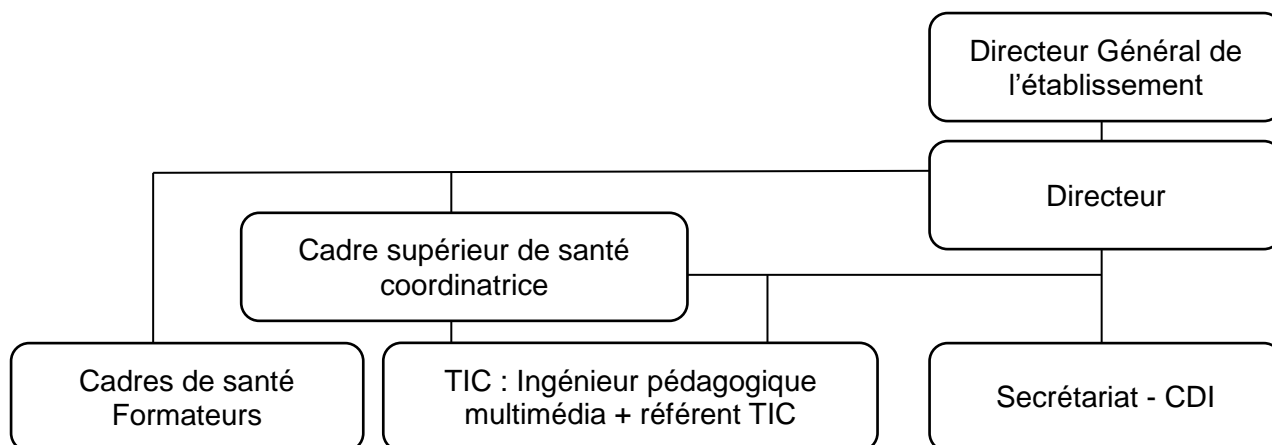 Directeur Général de
l’établissement
Directeur
Cadre supérieur de santé
coordinatrice
Cadres de santé
Formateurs
TIC : Ingénieur pédagogique
multimédia + référent TIC
Secrétariat - CDI